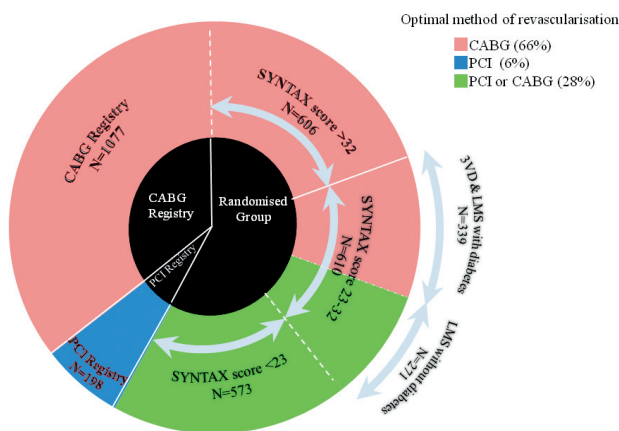 Optimal method of revascularisation
CABG (66%)
PCI (6%)
PCI or CABG (28%)
CABG Registry
N=1077
SYNTAX score >32
N=606
CABG
Registry
Randomised
Group
PCI Registry
SYNTAX score 23-32
N=610
3VD & LMS with diabetes
N=339
LMS without diabetes
N=271
SYNTAX score <23
N=573
PCI Registry
N=198